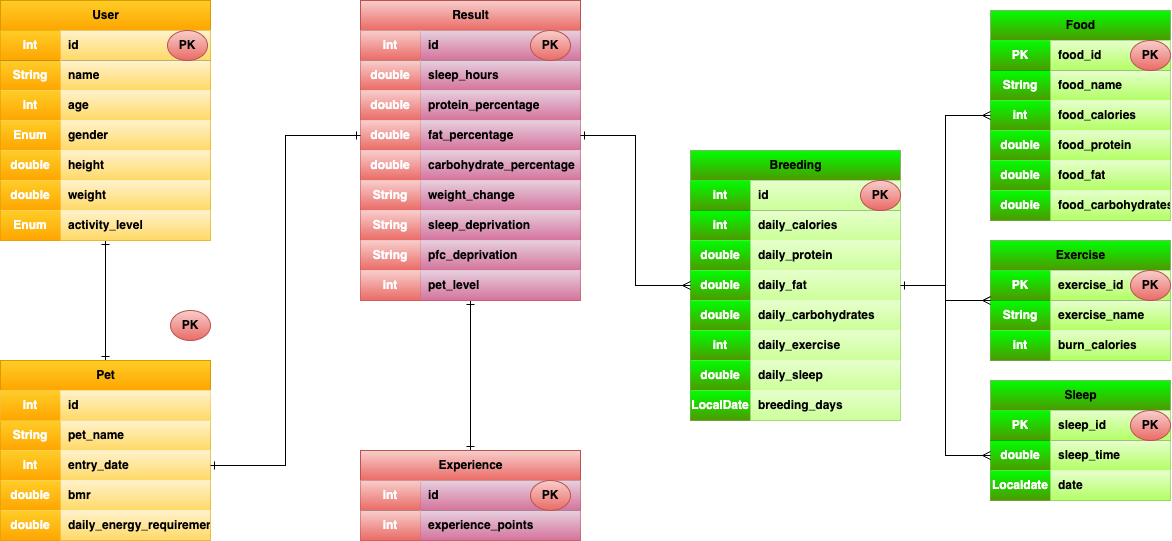 User
Int id PK
String name
Int age
Enum gender
double height
double weight
Enum activity_level
PK
Pet
Int id
String pet_name
Int entry_date
double bmr
double daily_energy_requiremer
Result
Int id PK
double sleep_hours
double protein_percentage
double fat_percentage
double carbohydrate_percentage
String weight_change
String sleep_deprivation
String pfc_deprivation
Int pet_level
Experience
Int id PK
Int experience_points
Breeding
Int id PK
Int daily_calories
double daily_protein
double daily_fat
double daily_carbohydrates
Int daily_exercise
double daily_sleep
LocalDate breeding_days
Food
PK food_id PK
String food_name
Int food_calories
double food_protein
double food_fat
double food_carbohydrates
Exercise
PK exercise_id PK
String exercise_name
Int burn_calories
Sleep
PK sleep_id PK
double sleep_time
Localdate date